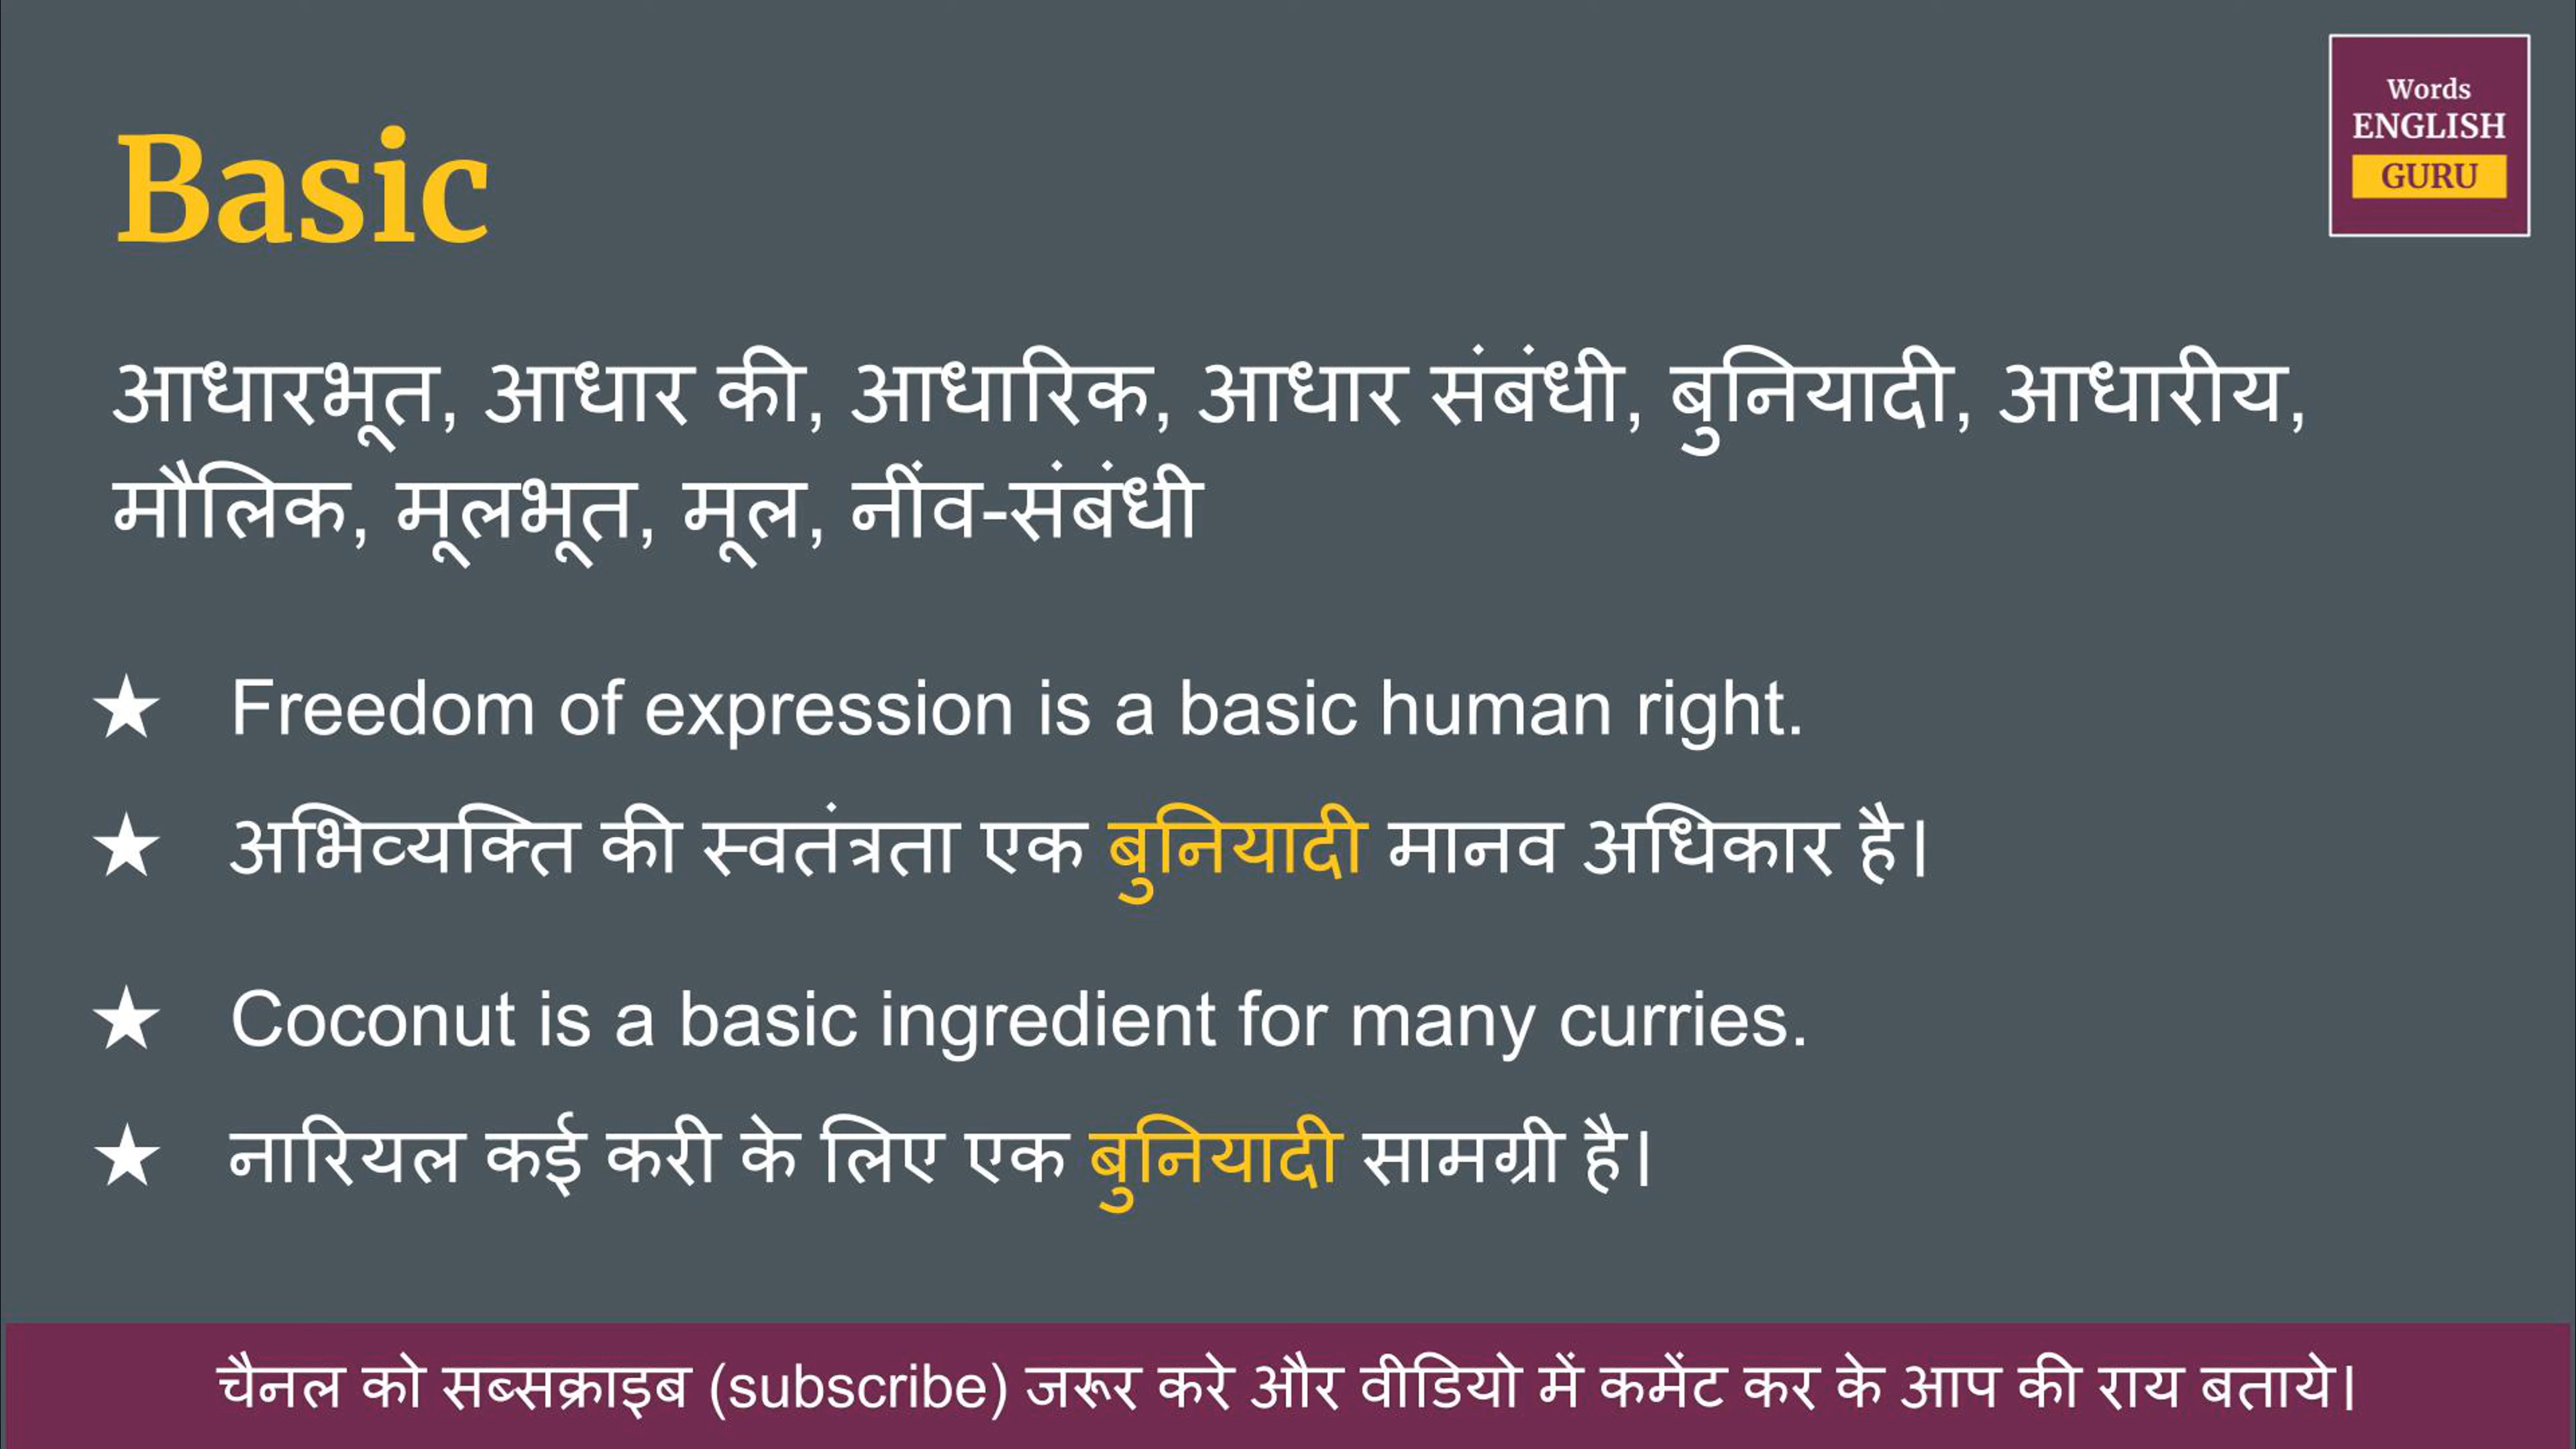 Words
ENGLISH
GURU
Basic
आधारभूत, आधार की, आधारिक, आधार संबंधी, बुनियादी, आधारीय,
मौलिक, मूलभूत, मूल, नींव-संबंधी
★ Freedom of expression is a basic human right.
★ अभिव्यक्ति की स्वतंत्रता एक बुनियादी मानव अधिकार है।
★ Coconut is a basic ingredient for many curries.
★ नारियल कई करी के लिए एक बुनियादी सामग्री है।
चैनल को सब्सक्राइब (subscribe) जरूर करे और वीडियो में कमेंट कर के आप की राय बताये।